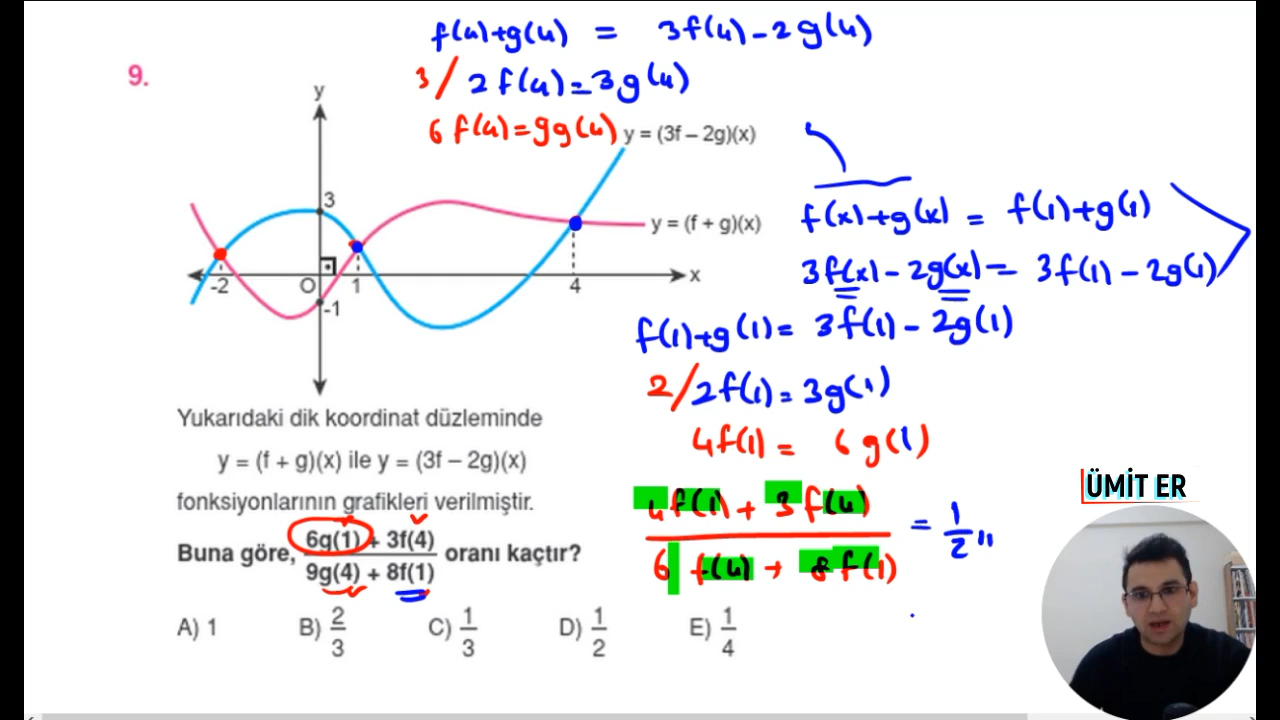 f(4)+g(4) = 3f(4)-2g(4)
9.
3/ 2f(4)=3g(4)
6f(4)=9g(4)
y
y = (3f – 2g)(x)
3
y = (f + g)(x)
f(x)+g(x) = f(1)+g(1)
3f(x)-2g(x) = 3f(1)-2g(1)
-2 O 1 4 x
-1
f(1)+g(1) = 3f(1)-2g(1)
2/ 2f(1)=3g(1)
4f(1) = 6g(1)
Yukarıdaki dik koordinat düzleminde
y = (f + g)(x) ile y = (3f – 2g)(x)
fonksiyonlarının grafikleri verilmiştir.
Buna göre, 6g(1) + 3f(4) / 9g(4) + 8f(1) oranı kaçtır?
4f(1) + 3f(4) / 6f(4) + 8f(1) = 1/2 //
ÜMİT ER
A) 1 B) 2/3 C) 1/3 D) 1/2 E) 1/4